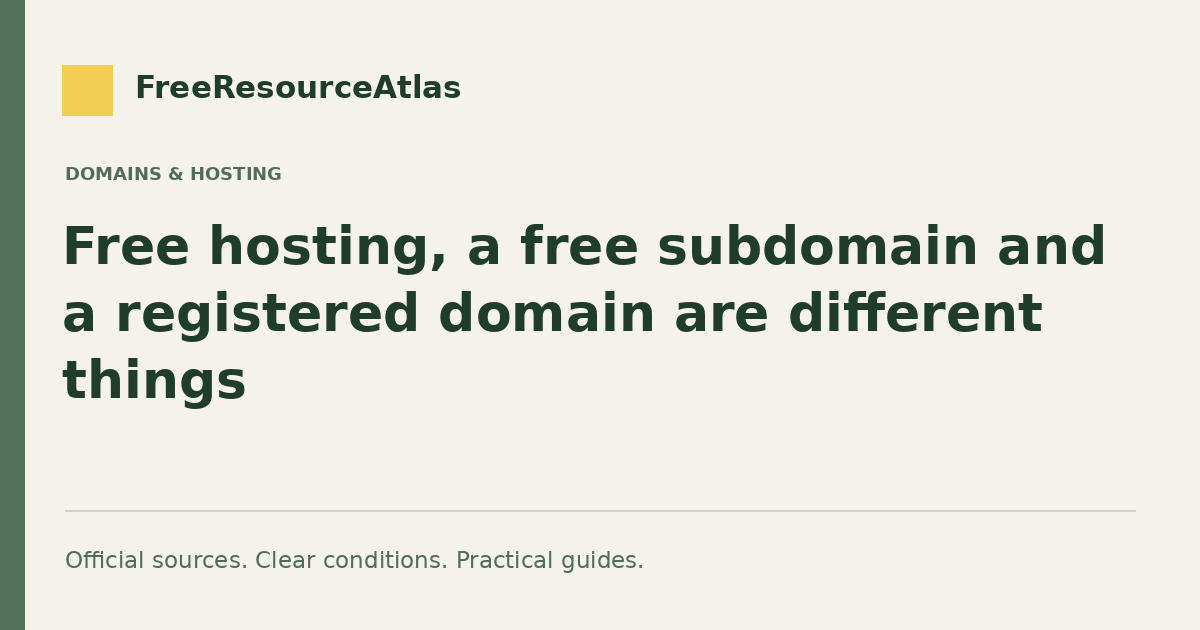 FreeResourceAtlas
DOMAINS & HOSTING
Free hosting, a free subdomain and
a registered domain are different
things
Official sources. Clear conditions. Practical guides.